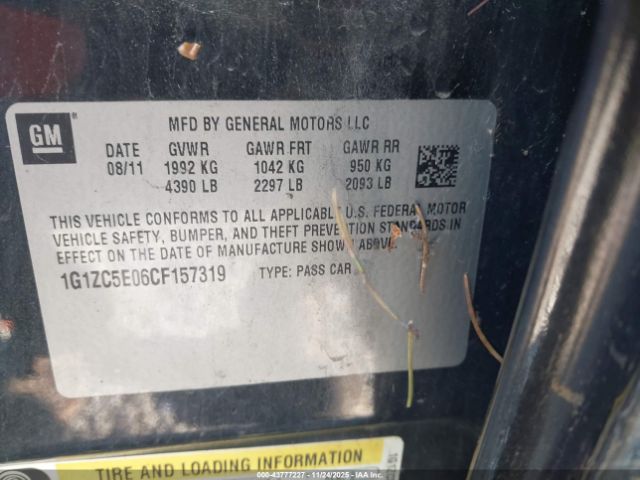 GM
MFD BY GENERAL MOTORS LLC
DATE GVWR GAWR FRT GAWR RR
08/11 1992 KG 1042 KG 950 KG
4390 LB 2297 LB 2093 LB
THIS VEHICLE CONFORMS TO ALL APPLICABLE U.S. FEDERAL MOTOR
VEHICLE SAFETY, BUMPER, AND THEFT PREVENTION STANDARDS IN
EFFECT ON THE DATE OF MANUFACTURE SHOWN ABOVE.
1G1ZC5E06CF157319 TYPE: PASS CAR
TIRE AND LOADING INFORMATION
000-43777227 - 11/24/2025 - IAAI.COM